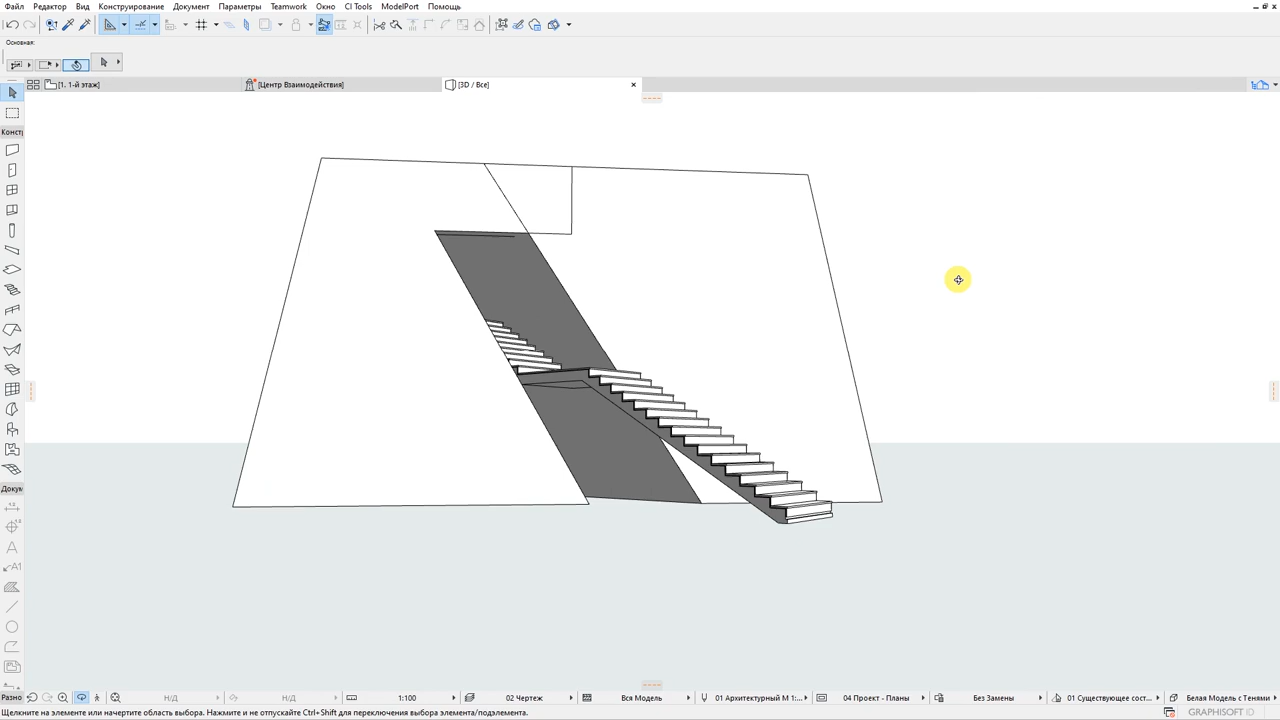 Файл Редактор Вид Конструирование Документ Параметры Teamwork Окно CI Tools ModelPort Помощь
Основная:
[1. 1-й этаж] [Центр Взаимодействия] [3D / Все]
Констр
Докум
Разно Н/Д Н/Д 1:100 02 Чертеж Вся Модель 01 Архитектурный М 1:... 04 Проект - Планы Без Замены 01 Существующее сост... Белая Модель с Тенями
Щелкните на элементе или начертите область выбора. Нажмите и не отпускайте Ctrl+Shift для переключения выбора элемента/подэлемента. GRAPHISOFT ID